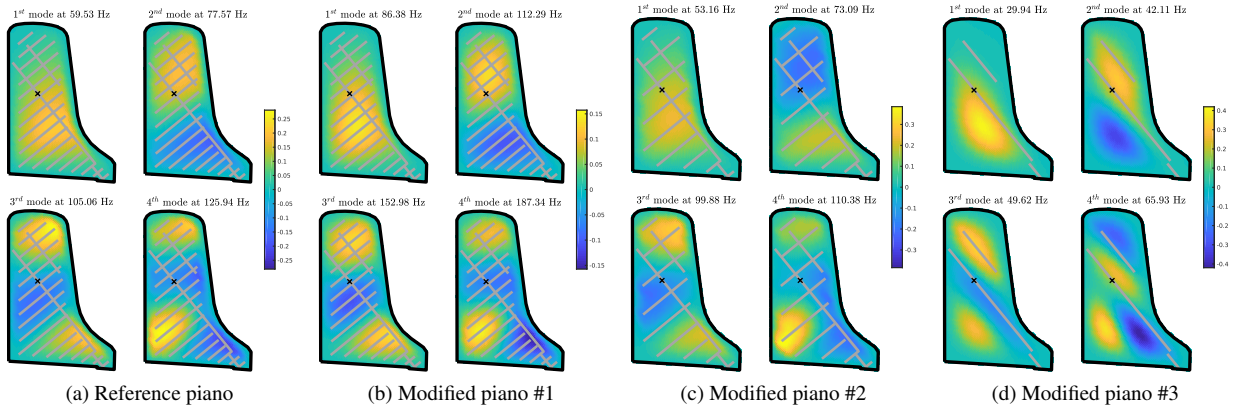 1st mode at 59.53 Hz
2nd mode at 77.57 Hz
3rd mode at 105.06 Hz
4th mode at 125.94 Hz
0.25
0.2
0.15
0.1
0.05
0
-0.05
-0.1
-0.15
-0.2
-0.25
(a) Reference piano
1st mode at 86.38 Hz
2nd mode at 112.29 Hz
3rd mode at 152.98 Hz
4th mode at 187.34 Hz
0.15
0.1
0.05
0
-0.05
-0.1
-0.15
(b) Modified piano #1
1st mode at 53.16 Hz
2nd mode at 73.09 Hz
3rd mode at 99.88 Hz
4th mode at 110.38 Hz
0.3
0.2
0.1
0
-0.1
-0.2
-0.3
(c) Modified piano #2
1st mode at 29.94 Hz
2nd mode at 42.11 Hz
3rd mode at 49.62 Hz
4th mode at 65.93 Hz
0.4
0.3
0.2
0.1
0
-0.1
-0.2
-0.3
-0.4
(d) Modified piano #3